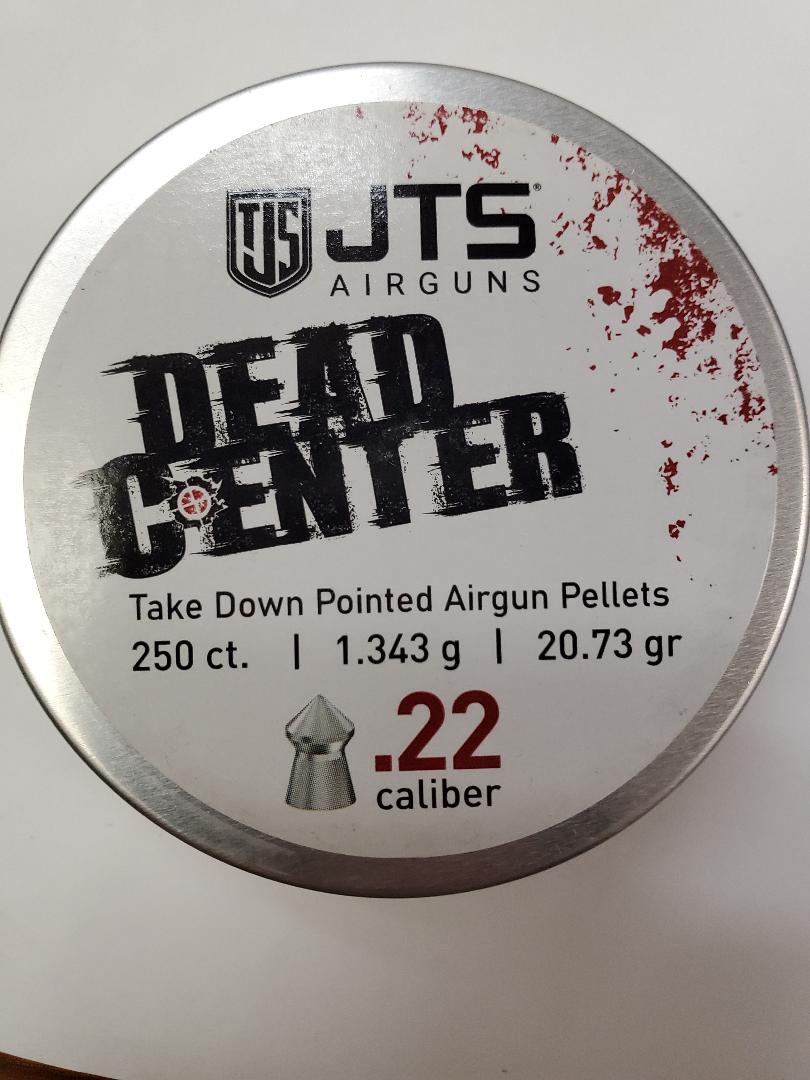 TJS JTS®
AIRGUNS
DEAD
CENTER
Take Down Pointed Airgun Pellets
250 ct. | 1.343 g | 20.73 gr
.22
caliber